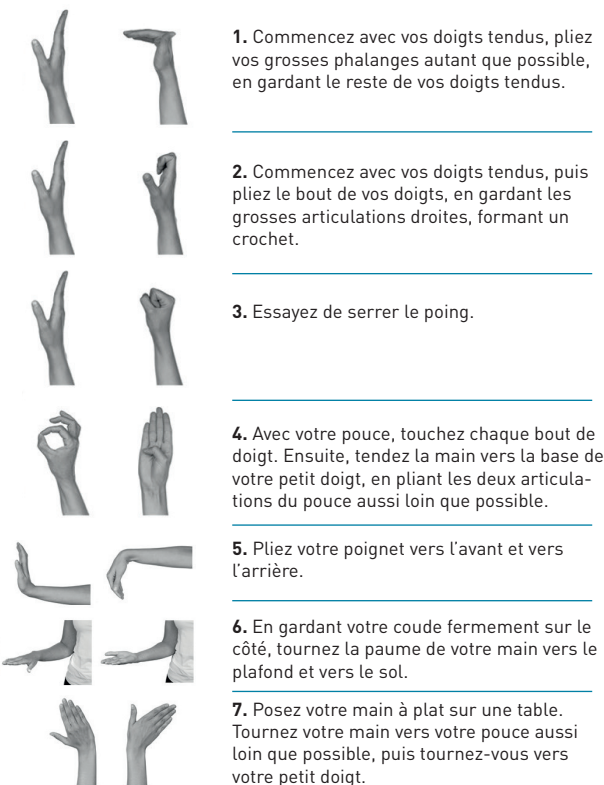 1. Commencez avec vos doigts tendus, pliez
vos grosses phalanges autant que possible,
en gardant le reste de vos doigts tendus.
2. Commencez avec vos doigts tendus, puis
pliez le bout de vos doigts, en gardant les
grosses articulations droites, formant un
crochet.
3. Essayez de serrer le poing.
4. Avec votre pouce, touchez chaque bout de
doigt. Ensuite, tendez la main vers la base de
votre petit doigt, en pliant les deux articula-
tions du pouce aussi loin que possible.
5. Pliez votre poignet vers l'avant et vers
l'arrière.
6. En gardant votre coude fermement sur le
côté, tournez la paume de votre main vers le
plafond et vers le sol.
7. Posez votre main à plat sur une table.
Tournez votre main vers votre pouce aussi
loin que possible, puis tournez-vous vers
votre petit doigt.